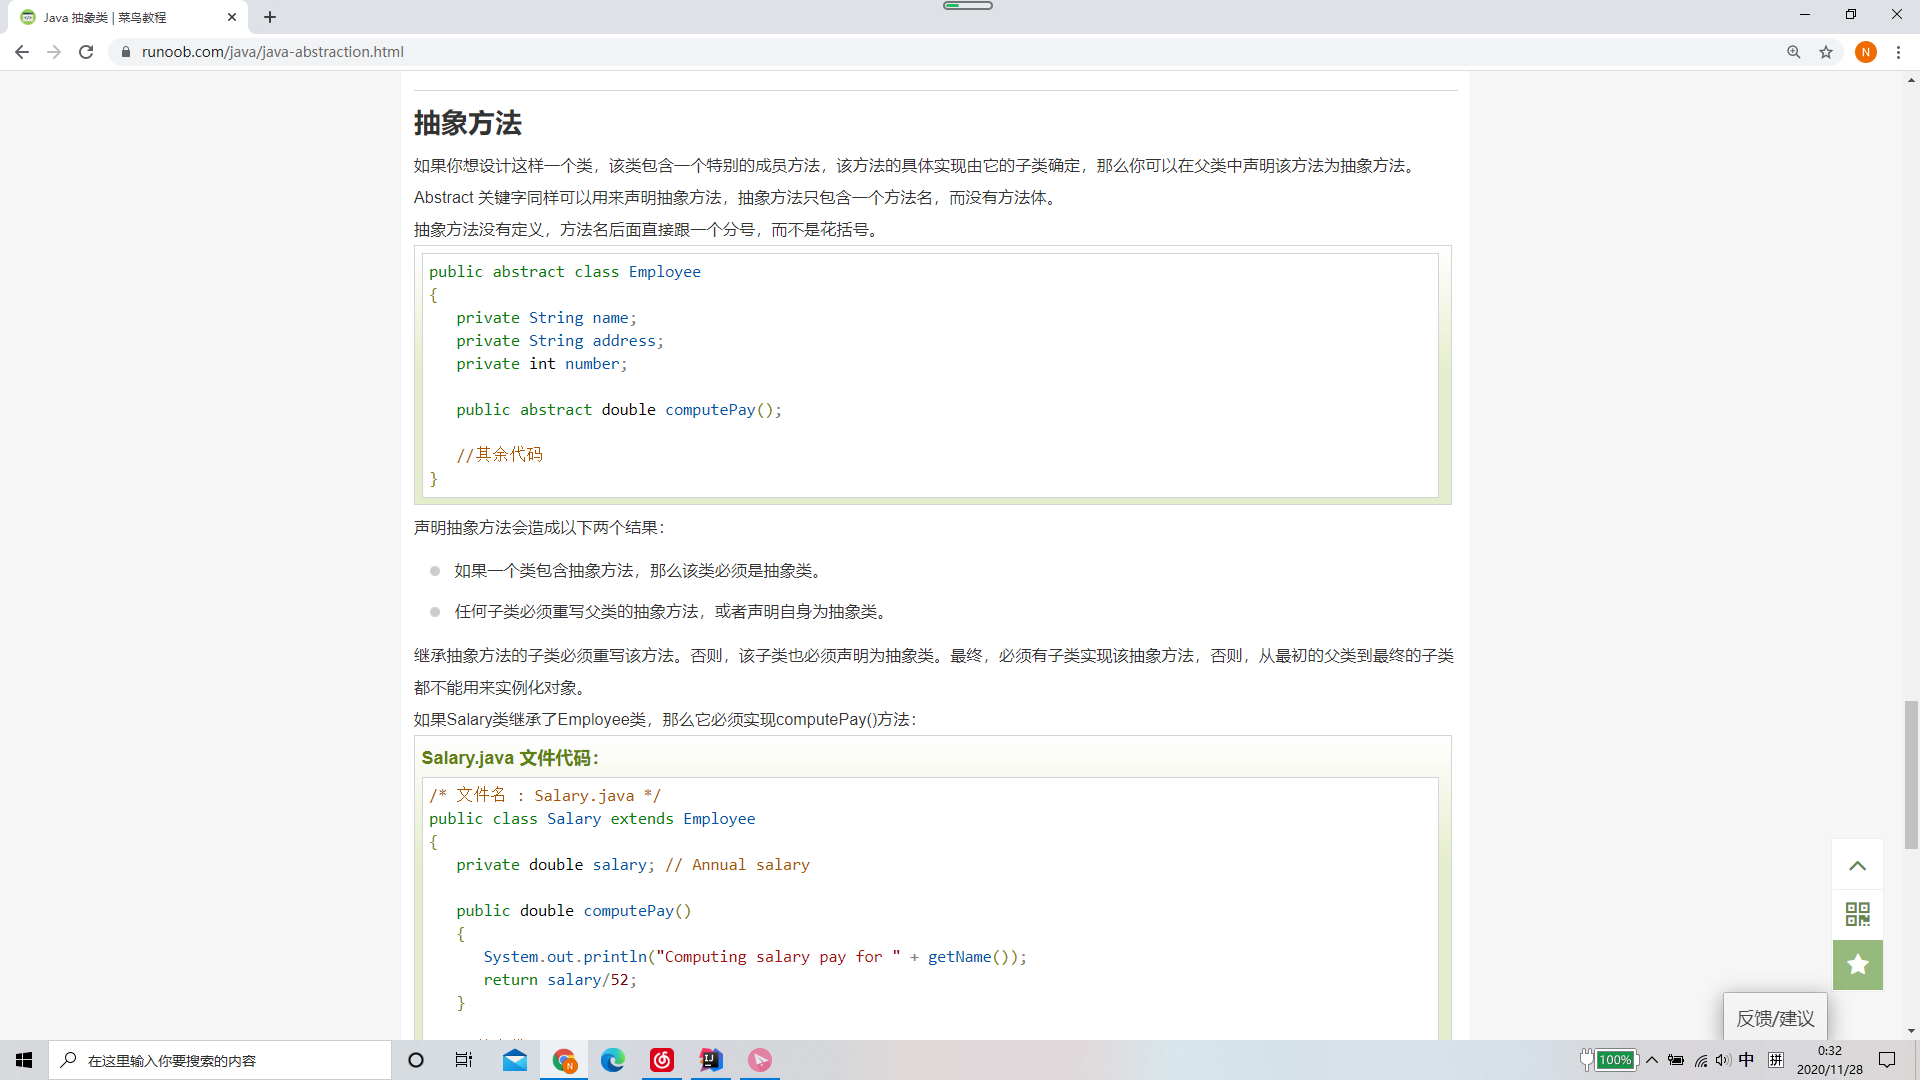 Java 抽象类 | 菜鸟教程
runoob.com/java/java-abstraction.html
N
抽象方法
如果你想设计这样一个类，该类包含一个特别的成员方法，该方法的具体实现由它的子类确定，那么你可以在父类中声明该方法为抽象方法。
Abstract 关键字同样可以用来声明抽象方法，抽象方法只包含一个方法名，而没有方法体。
抽象方法没有定义，方法名后面直接跟一个分号，而不是花括号。
public abstract class Employee
{
   private String name;
   private String address;
   private int number;
   public abstract double computePay();
   //其余代码
}
声明抽象方法会造成以下两个结果：
如果一个类包含抽象方法，那么该类必须是抽象类。
任何子类必须重写父类的抽象方法，或者声明自身为抽象类。
继承抽象方法的子类必须重写该方法。否则，该子类也必须声明为抽象类。最终，必须有子类实现该抽象方法，否则，从最初的父类到最终的子类
都不能用来实例化对象。
如果Salary类继承了Employee类，那么它必须实现computePay()方法：
Salary.java 文件代码：
/* 文件名 : Salary.java */
public class Salary extends Employee
{
   private double salary; // Annual salary
   public double computePay()
   {
      System.out.println("Computing salary pay for " + getName());
      return salary/52;
   }
反馈/建议
在这里输入你要搜索的内容
N
IJ
100%
中
拼
0:32
2020/11/28